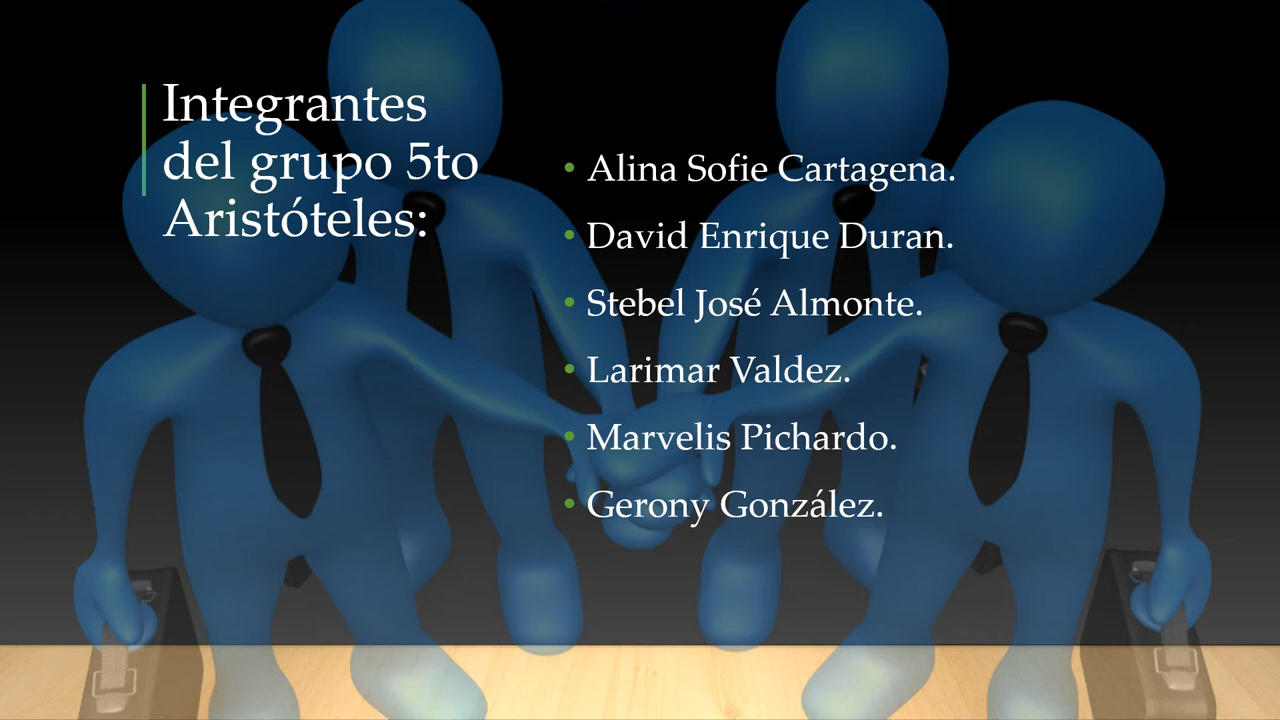 Integrantes
del grupo 5to
Aristóteles:
• Alina Sofie Cartagena.
• David Enrique Duran.
• Stebel José Almonte.
• Larimar Valdez.
• Marvelis Pichardo.
• Gerony González.